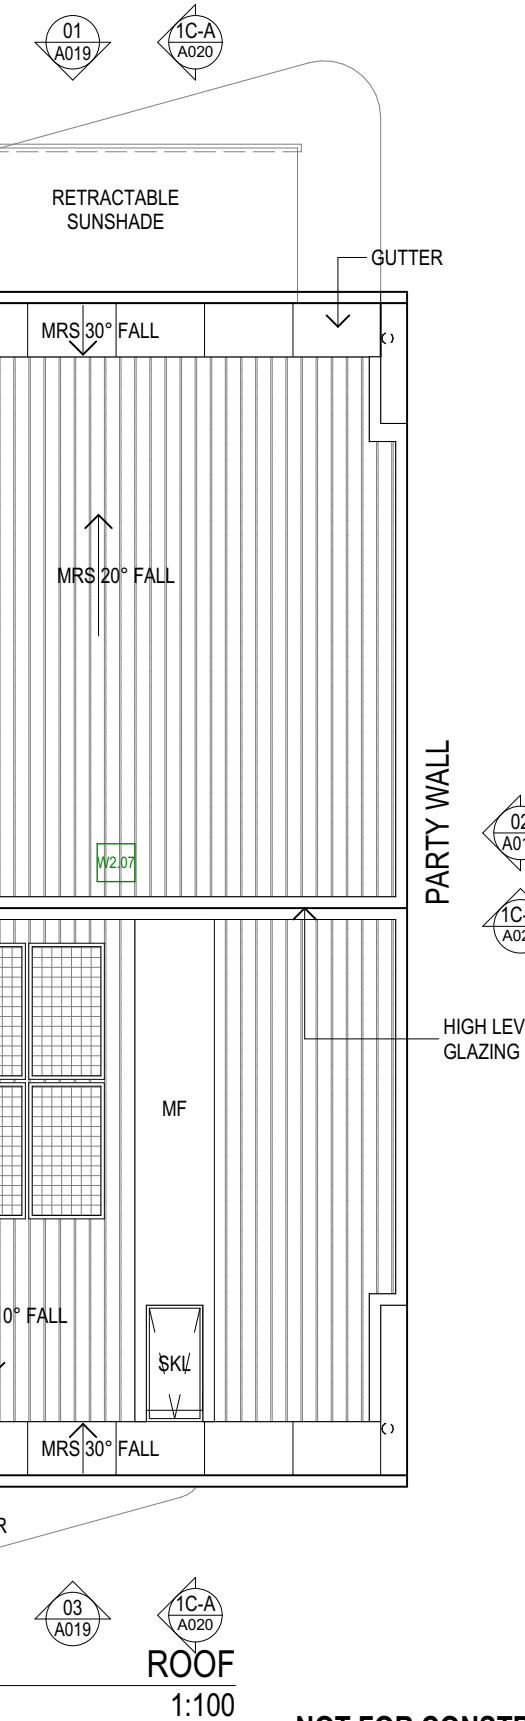 01
A019
1C-A
A020
RETRACTABLE
SUNSHADE
GUTTER
MRS 30° FALL
MRS 20° FALL
PARTY WALL
W2.07
HIGH LEV
GLAZING
MF
0° FALL
SKL
MRS 30° FALL
R
03
A019
1C-A
A020
ROOF
1:100